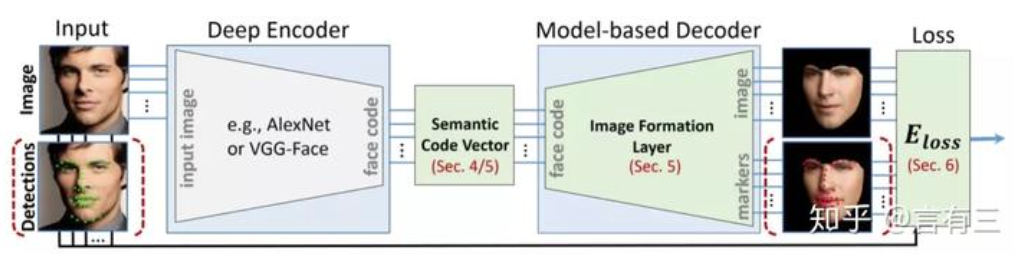 Input
Deep Encoder
Model-based Decoder
Loss
Image
Detections
...
input image
e.g., AlexNet
or VGG-Face
face code
Semantic
Code Vector
(Sec. 4/5)
face code
Image Formation
Layer
(Sec. 5)
image
markers
E_loss
(Sec. 6)
知乎 @言有三